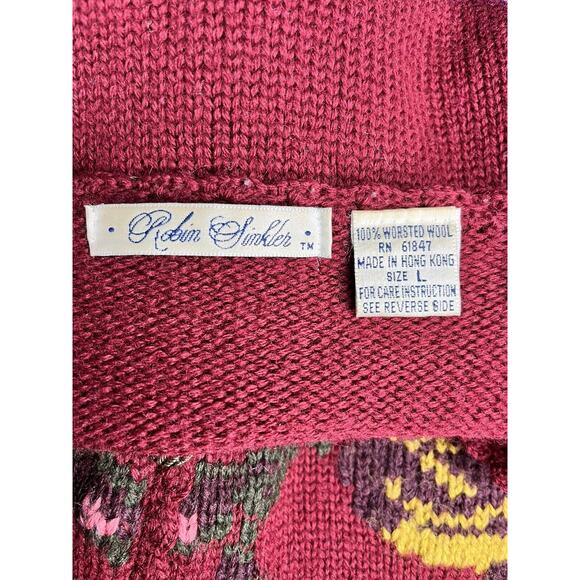 · Robin Sinkler · TM
100% WORSTED WOOL
RN 61847
MADE IN HONG KONG
SIZE L
FOR CARE INSTRUCTION
SEE REVERSE SIDE